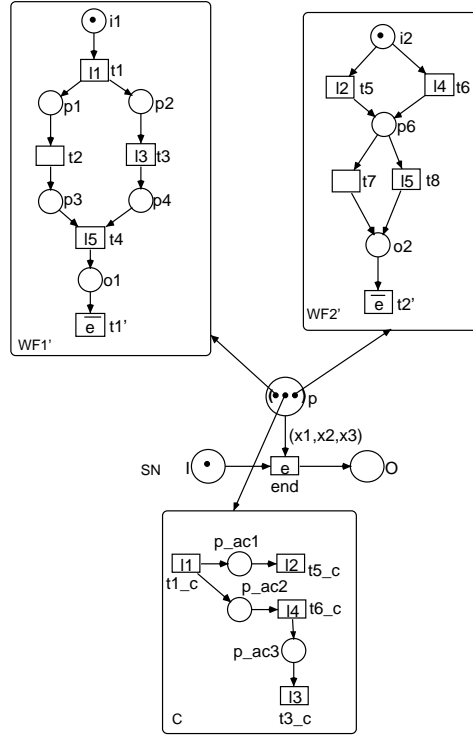 i1
l1 t1
p1 p2
t2 l3 t3
p3 p4
l5 t4
o1
e t1'
WF1'
i2
l2 t5 l4 t6
p6
t7 l5 t8
o2
e t2'
WF2'
( ) p
(x1,x2,x3)
SN I e O
end
p_ac1
l1 l2
t1_c t5_c
p_ac2
l4 t6_c
p_ac3
l3
t3_c
C